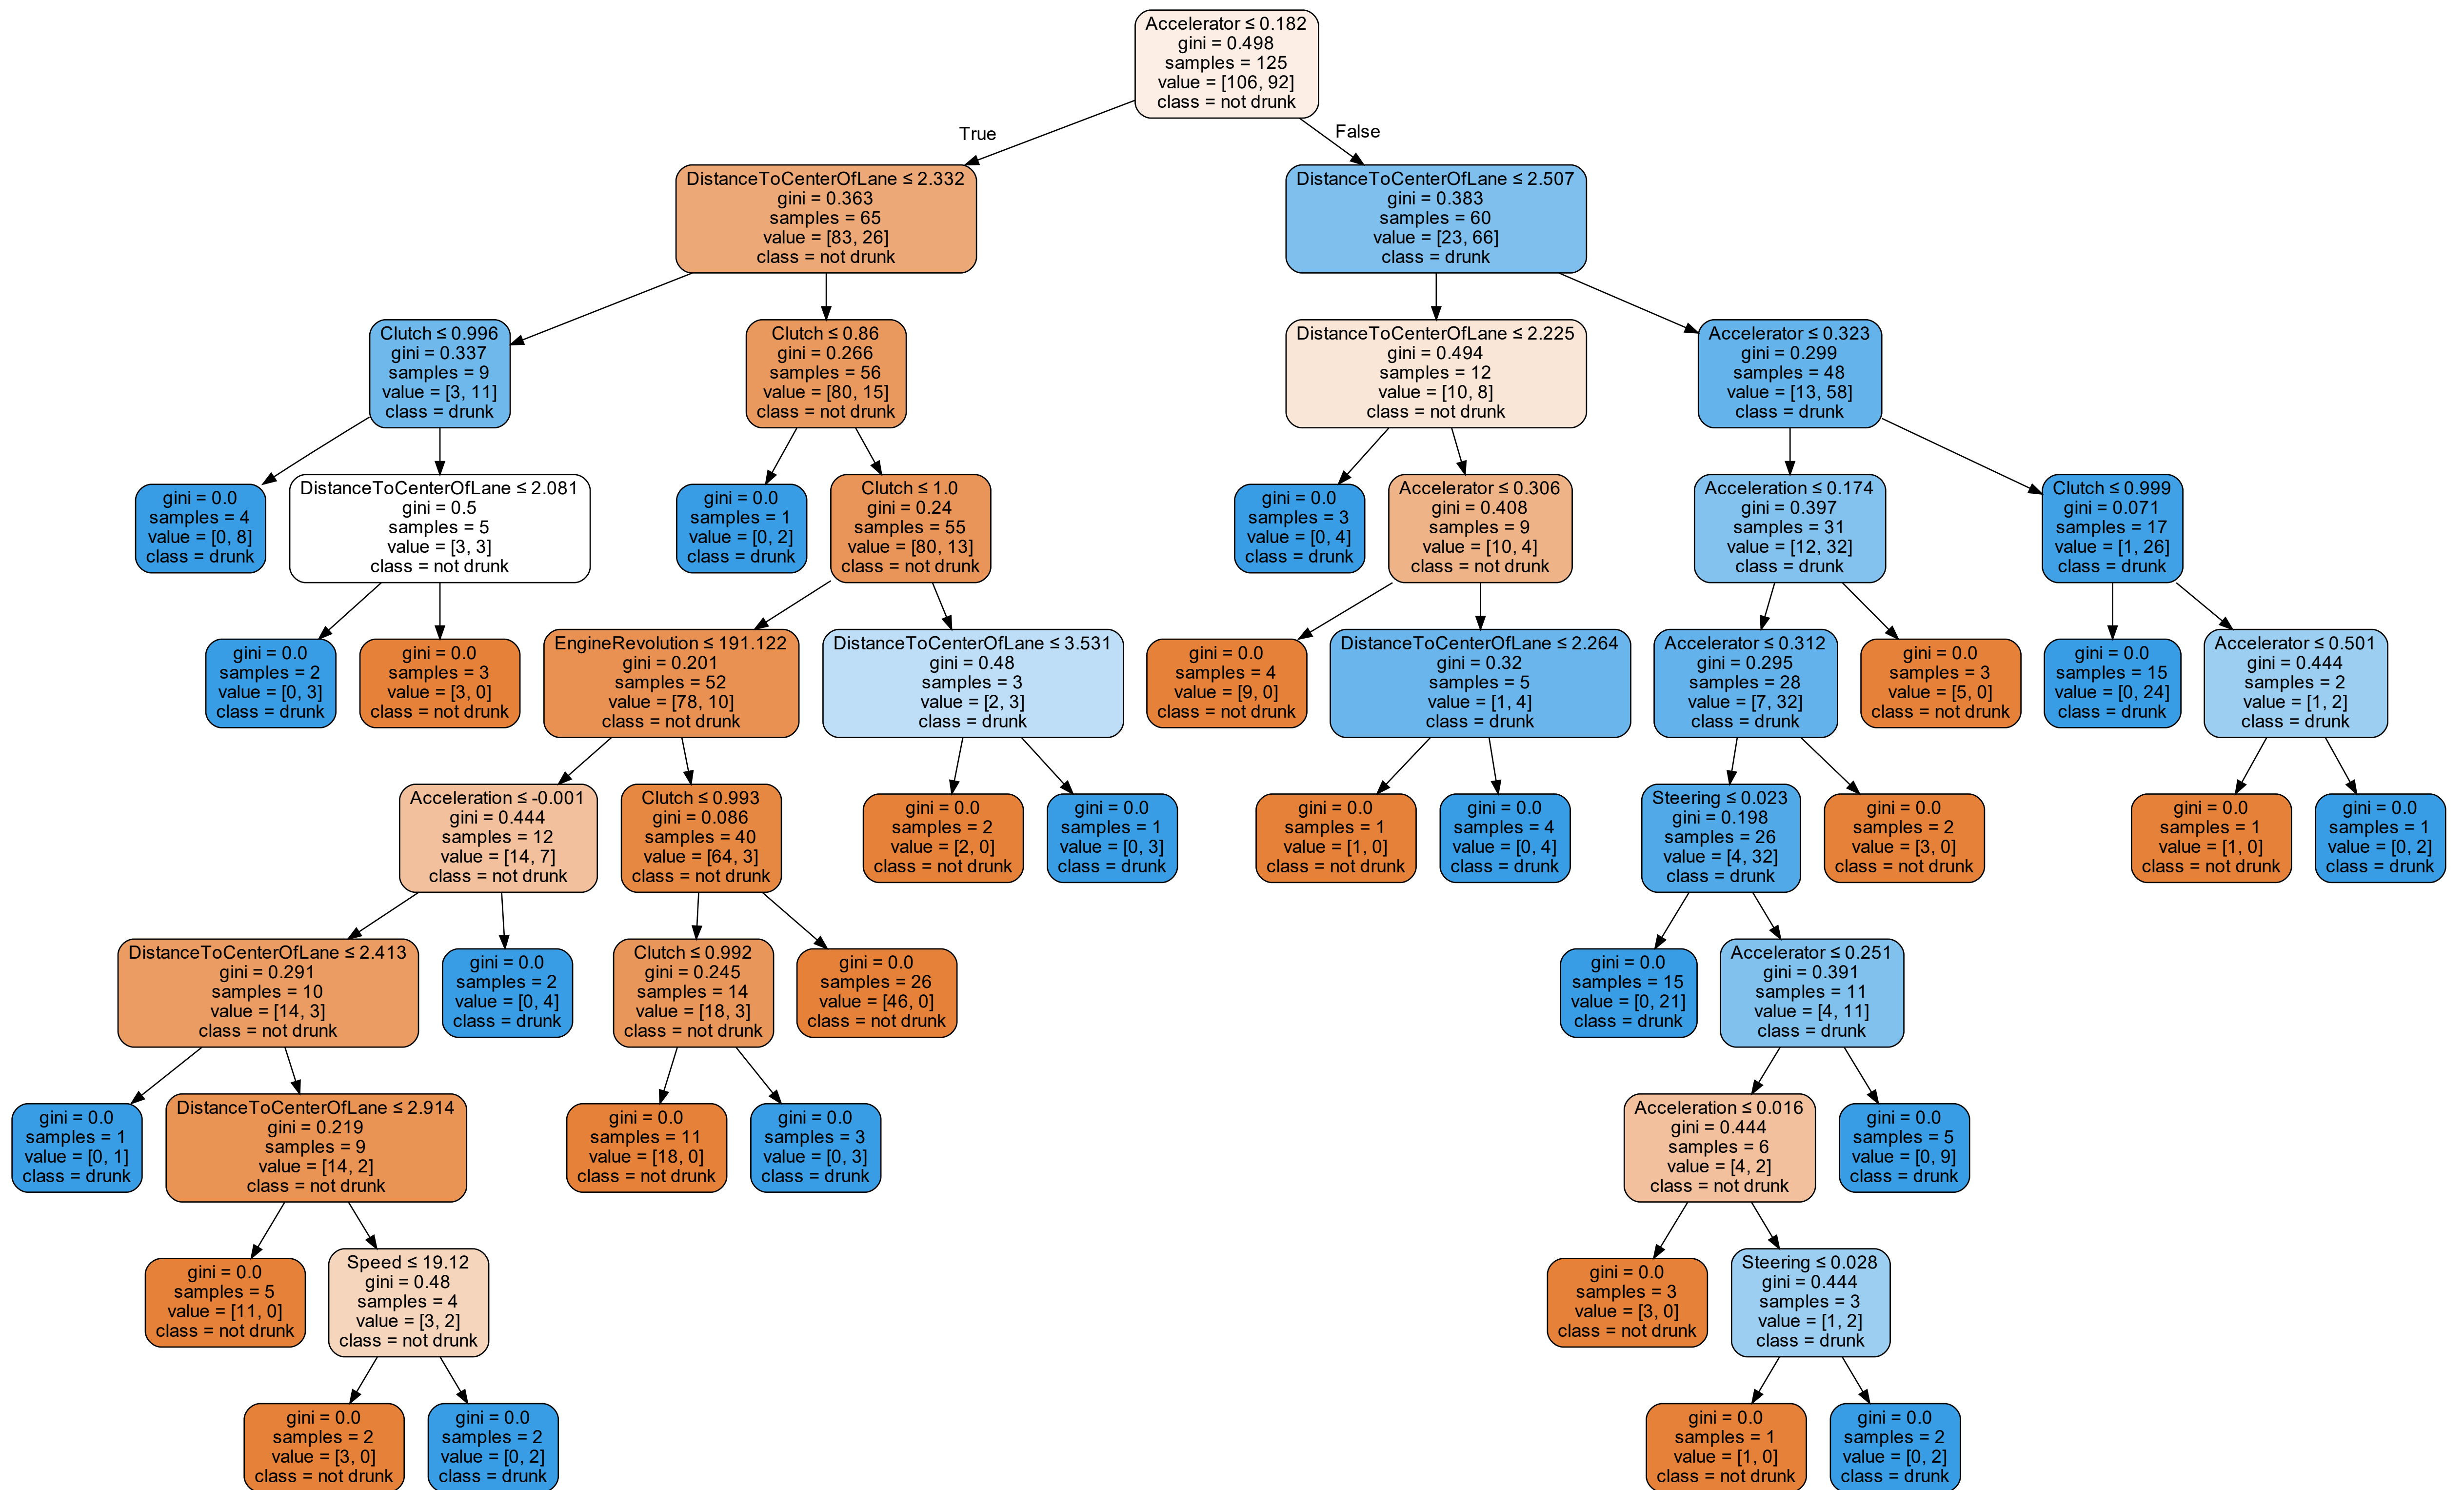 Accelerator ≤ 0.182
gini = 0.498
samples = 125
value = [106, 92]
class = not drunk
True
False
DistanceToCenterOfLane ≤ 2.332
gini = 0.363
samples = 65
value = [83, 26]
class = not drunk
DistanceToCenterOfLane ≤ 2.507
gini = 0.383
samples = 60
value = [23, 66]
class = drunk
Clutch ≤ 0.996
gini = 0.337
samples = 9
value = [3, 11]
class = drunk
Clutch ≤ 0.86
gini = 0.266
samples = 56
value = [80, 15]
class = not drunk
DistanceToCenterOfLane ≤ 2.225
gini = 0.494
samples = 12
value = [10, 8]
class = not drunk
Accelerator ≤ 0.323
gini = 0.299
samples = 48
value = [13, 58]
class = drunk
gini = 0.0
samples = 4
value = [0, 8]
class = drunk
DistanceToCenterOfLane ≤ 2.081
gini = 0.5
samples = 5
value = [3, 3]
class = not drunk
gini = 0.0
samples = 1
value = [0, 2]
class = drunk
Clutch ≤ 1.0
gini = 0.24
samples = 55
value = [80, 13]
class = not drunk
gini = 0.0
samples = 3
value = [0, 4]
class = drunk
Accelerator ≤ 0.306
gini = 0.408
samples = 9
value = [10, 4]
class = not drunk
Acceleration ≤ 0.174
gini = 0.397
samples = 31
value = [12, 32]
class = drunk
Clutch ≤ 0.999
gini = 0.071
samples = 17
value = [1, 26]
class = drunk
gini = 0.0
samples = 2
value = [0, 3]
class = drunk
gini = 0.0
samples = 3
value = [3, 0]
class = not drunk
EngineRevolution ≤ 191.122
gini = 0.201
samples = 52
value = [78, 10]
class = not drunk
DistanceToCenterOfLane ≤ 3.531
gini = 0.48
samples = 3
value = [2, 3]
class = drunk
gini = 0.0
samples = 4
value = [9, 0]
class = not drunk
DistanceToCenterOfLane ≤ 2.264
gini = 0.32
samples = 5
value = [1, 4]
class = drunk
Accelerator ≤ 0.312
gini = 0.295
samples = 28
value = [7, 32]
class = drunk
gini = 0.0
samples = 3
value = [5, 0]
class = not drunk
gini = 0.0
samples = 15
value = [0, 24]
class = drunk
Accelerator ≤ 0.501
gini = 0.444
samples = 2
value = [1, 2]
class = drunk
Acceleration ≤ -0.001
gini = 0.444
samples = 12
value = [14, 7]
class = not drunk
Clutch ≤ 0.993
gini = 0.086
samples = 40
value = [64, 3]
class = not drunk
gini = 0.0
samples = 2
value = [2, 0]
class = not drunk
gini = 0.0
samples = 1
value = [0, 3]
class = drunk
gini = 0.0
samples = 1
value = [1, 0]
class = not drunk
gini = 0.0
samples = 4
value = [0, 4]
class = drunk
Steering ≤ 0.023
gini = 0.198
samples = 26
value = [4, 32]
class = drunk
gini = 0.0
samples = 2
value = [3, 0]
class = not drunk
gini = 0.0
samples = 1
value = [1, 0]
class = not drunk
gini = 0.0
samples = 1
value = [0, 2]
class = drunk
DistanceToCenterOfLane ≤ 2.413
gini = 0.291
samples = 10
value = [14, 3]
class = not drunk
gini = 0.0
samples = 2
value = [0, 4]
class = drunk
Clutch ≤ 0.992
gini = 0.245
samples = 14
value = [18, 3]
class = not drunk
gini = 0.0
samples = 26
value = [46, 0]
class = not drunk
gini = 0.0
samples = 15
value = [0, 21]
class = drunk
Accelerator ≤ 0.251
gini = 0.391
samples = 11
value = [4, 11]
class = drunk
gini = 0.0
samples = 1
value = [0, 1]
class = drunk
DistanceToCenterOfLane ≤ 2.914
gini = 0.219
samples = 9
value = [14, 2]
class = not drunk
gini = 0.0
samples = 11
value = [18, 0]
class = not drunk
gini = 0.0
samples = 3
value = [0, 3]
class = drunk
Acceleration ≤ 0.016
gini = 0.444
samples = 6
value = [4, 2]
class = not drunk
gini = 0.0
samples = 5
value = [0, 9]
class = drunk
gini = 0.0
samples = 5
value = [11, 0]
class = not drunk
Speed ≤ 19.12
gini = 0.48
samples = 4
value = [3, 2]
class = not drunk
gini = 0.0
samples = 3
value = [3, 0]
class = not drunk
Steering ≤ 0.028
gini = 0.444
samples = 3
value = [1, 2]
class = drunk
gini = 0.0
samples = 2
value = [3, 0]
class = not drunk
gini = 0.0
samples = 2
value = [0, 2]
class = drunk
gini = 0.0
samples = 1
value = [1, 0]
class = not drunk
gini = 0.0
samples = 2
value = [0, 2]
class = drunk